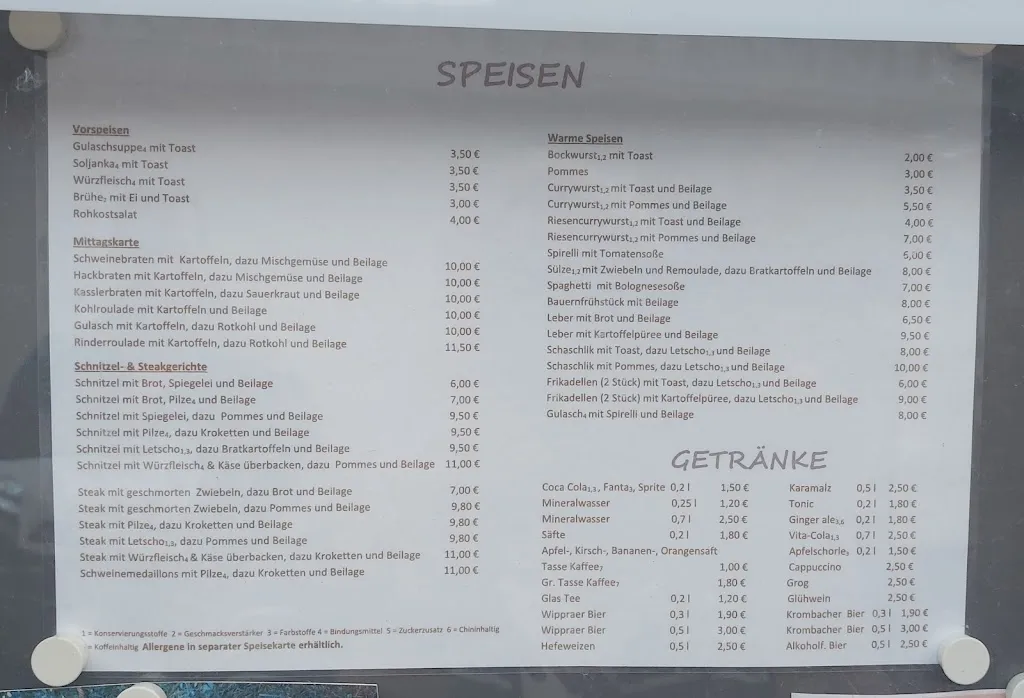 SPEISEN
Vorspeisen
Gulaschsuppe₄ mit Toast 3,50 €
Soljanka₄ mit Toast 3,50 €
Würzfleisch₄ mit Toast 3,50 €
Brühe₇ mit Ei und Toast 3,00 €
Rohkostsalat 4,00 €
Mittagskarte
Schweinebraten mit Kartoffeln, dazu Mischgemüse und Beilage 10,00 €
Hackbraten mit Kartoffeln, dazu Mischgemüse und Beilage 10,00 €
Kasslerbraten mit Kartoffeln, dazu Sauerkraut und Beilage 10,00 €
Kohlroulade mit Kartoffeln und Beilage 10,00 €
Gulasch mit Kartoffeln, dazu Rotkohl und Beilage 10,00 €
Rinderroulade mit Kartoffeln, dazu Rotkohl und Beilage 11,50 €
Schnitzel- & Steakgerichte
Schnitzel mit Brot, Spiegelei und Beilage 6,00 €
Schnitzel mit Brot, Pilze₄ und Beilage 7,00 €
Schnitzel mit Spiegelei, dazu Pommes und Beilage 9,50 €
Schnitzel mit Pilze₄, dazu Kroketten und Beilage 9,50 €
Schnitzel mit Letscho₁,₃, dazu Bratkartoffeln und Beilage 9,50 €
Schnitzel mit Würzfleisch₄ & Käse überbacken, dazu Pommes und Beilage 11,00 €
Steak mit geschmorten Zwiebeln, dazu Brot und Beilage 7,00 €
Steak mit geschmorten Zwiebeln, dazu Pommes und Beilage 9,80 €
Steak mit Pilze₄, dazu Kroketten und Beilage 9,80 €
Steak mit Letscho₁,₃, dazu Pommes und Beilage 9,80 €
Steak mit Würzfleisch₄ & Käse überbacken, dazu Kroketten und Beilage 11,00 €
Schweinemedaillons mit Pilze₄, dazu Kroketten und Beilage 11,00 €
1 = Konservierungsstoffe 2 = Geschmacksverstärker 3 = Farbstoffe 4 = Bindungsmittel 5 = Zuckerzusatz 6 = Chininhaltig
= Koffeinhaltig Allergene in separater Speisekarte erhältlich.
Warme Speisen
Bockwurst₁,₂ mit Toast 2,00 €
Pommes 3,00 €
Currywurst₁,₂ mit Toast und Beilage 3,50 €
Currywurst₁,₂ mit Pommes und Beilage 5,50 €
Riesencurrywurst₁,₂ mit Toast und Beilage 4,00 €
Riesencurrywurst₁,₂ mit Pommes und Beilage 7,00 €
Spirelli mit Tomatensoße 5,00 €
Sülze₁,₂ mit Zwiebeln und Remoulade, dazu Bratkartoffeln und Beilage 8,00 €
Spaghetti mit Bolognesesoße 7,00 €
Bauernfrühstück mit Beilage 8,00 €
Leber mit Brot und Beilage 6,50 €
Leber mit Kartoffelpüree und Beilage 9,50 €
Schaschlik mit Toast, dazu Letscho₁,₃ und Beilage 8,00 €
Schaschlik mit Pommes, dazu Letscho₁,₃ und Beilage 10,00 €
Frikadellen (2 Stück) mit Toast, dazu Letscho₁,₃ und Beilage 6,00 €
Frikadellen (2 Stück) mit Kartoffelpüree, dazu Letscho₁,₃ und Beilage 9,00 €
Gulasch₄ mit Spirelli und Beilage 8,00 €
GETRÄNKE
Coca Cola₁,₃, Fanta₃, Sprite 0,2 l 1,50 €
Mineralwasser 0,25 l 1,20 €
Mineralwasser 0,7 l 2,50 €
Säfte 0,2 l 1,80 €
Apfel-, Kirsch-, Bananen-, Orangensaft
Tasse Kaffee₇ 1,00 €
Gr. Tasse Kaffee₇ 1,80 €
Glas Tee 0,2 l 1,20 €
Wippraer Bier 0,3 l 1,90 €
Wippraer Bier 0,5 l 3,00 €
Hefeweizen 0,5 l 2,50 €
Karamalz 0,5 l 2,50 €
Tonic 0,2 l 1,80 €
Ginger ale₃,₆ 0,2 l 1,80 €
Vita-Cola₁,₃ 0,7 l 2,50 €
Apfelschorle₃ 0,2 l 1,50 €
Cappuccino 2,50 €
Grog 2,50 €
Glühwein 2,50 €
Krombacher Bier 0,3 l 1,90 €
Krombacher Bier 0,5 l 3,00 €
Alkoholf. Bier 0,5 l 2,50 €